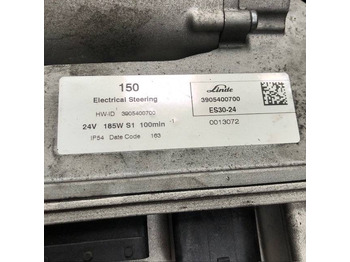 150
Electrical Steering
HW-ID 3905400700
24V 185W S1 100min
IP54 Date Code 163
Linde
3905400700
ES30-24
0013072